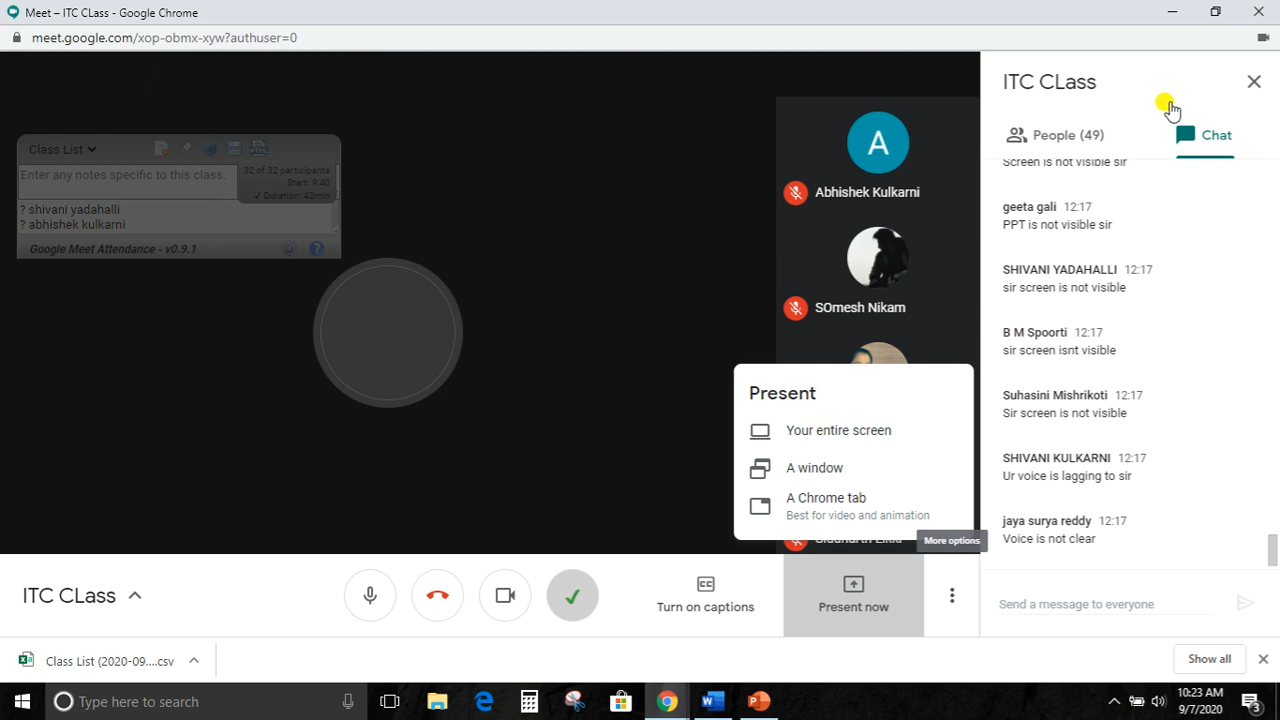 Meet – ITC CLass - Google Chrome
meet.google.com/xop-obmx-xyw?authuser=0
Class List
Enter any notes specific to this class.
32 of 32 participants
Start: 9:40
✓ Duration: 42min
? shivani yadahalli
? abhishek kulkarni
Google Meet Attendance - v0.9.1
?
A
Abhishek Kulkarni
SOmesh Nikam
Present
Your entire screen
A window
A Chrome tab
Best for video and animation
More options
ITC CLass
People (49)
Chat
Screen is not visible sir
geeta gali 12:17
PPT is not visible sir
SHIVANI YADAHALLI 12:17
sir screen is not visible
B M Spoorti 12:17
sir screen isnt visible
Suhasini Mishrikoti 12:17
Sir screen is not visible
SHIVANI KULKARNI 12:17
Ur voice is lagging to sir
jaya surya reddy 12:17
Voice is not clear
Send a message to everyone
ITC CLass
CC
Turn on captions
Present now
Class List (2020-09....csv
Show all
Type here to search
10:23 AM
9/7/2020
3